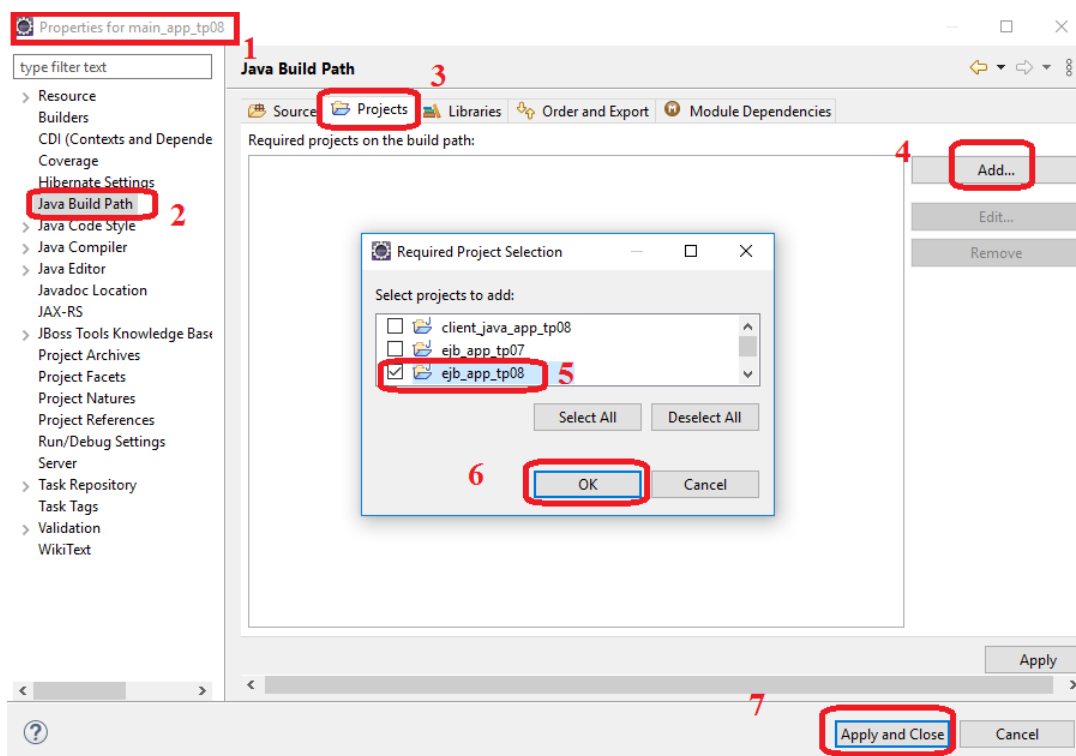 Properties for main_app_tp08
1
type filter text
Java Build Path
3
Resource
Builders
CDI (Contexts and Depende
Coverage
Hibernate Settings
Java Build Path
2
Java Code Style
Java Compiler
Java Editor
Javadoc Location
JAX-RS
JBoss Tools Knowledge Base
Project Archives
Project Facets
Project Natures
Project References
Run/Debug Settings
Server
Task Repository
Task Tags
Validation
WikiText
Source
Projects
Libraries
Order and Export
Module Dependencies
Required projects on the build path:
4
Add...
Edit...
Remove
Required Project Selection
Select projects to add:
client_java_app_tp08
ejb_app_tp07
ejb_app_tp08
5
Select All
Deselect All
6
OK
Cancel
Apply
7
Apply and Close
Cancel